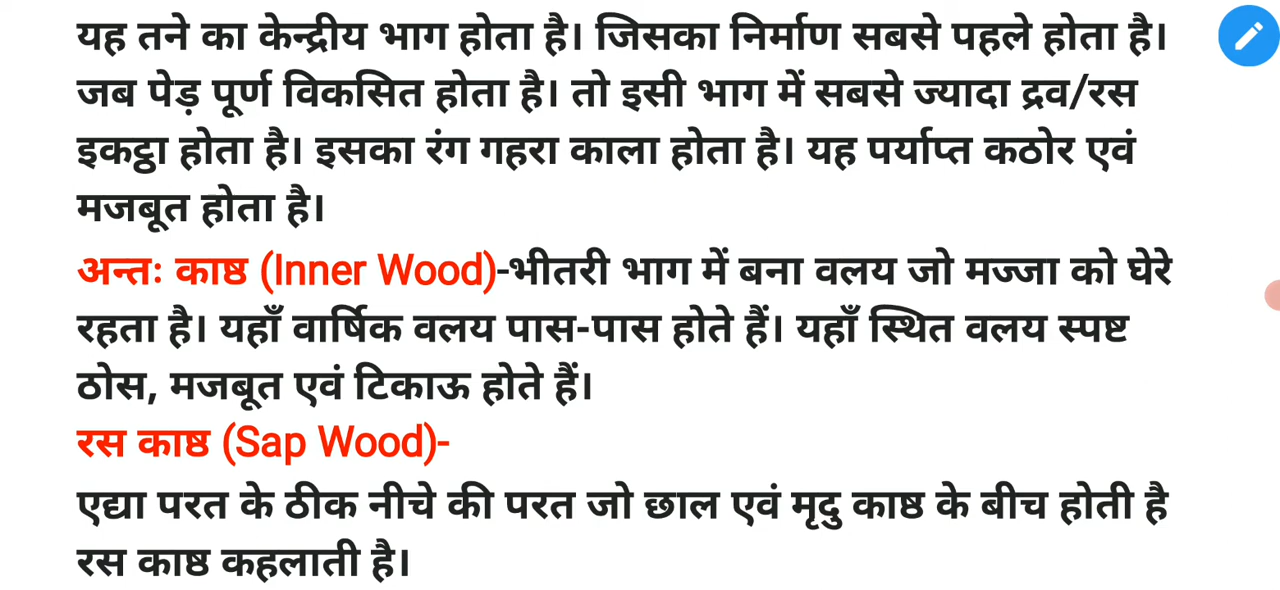 यह तने का केन्द्रीय भाग होता है। जिसका निर्माण सबसे पहले होता है।
जब पेड़ पूर्ण विकसित होता है। तो इसी भाग में सबसे ज्यादा द्रव/रस
इकट्ठा होता है। इसका रंग गहरा काला होता है। यह पर्याप्त कठोर एवं
मजबूत होता है।
अन्तः काष्ठ (Inner Wood)-भीतरी भाग में बना वलय जो मज्जा को घेरे
रहता है। यहाँ वार्षिक वलय पास-पास होते हैं। यहाँ स्थित वलय स्पष्ट
ठोस, मजबूत एवं टिकाऊ होते हैं।
रस काष्ठ (Sap Wood)-
एद्या परत के ठीक नीचे की परत जो छाल एवं मृदु काष्ठ के बीच होती है
रस काष्ठ कहलाती है।